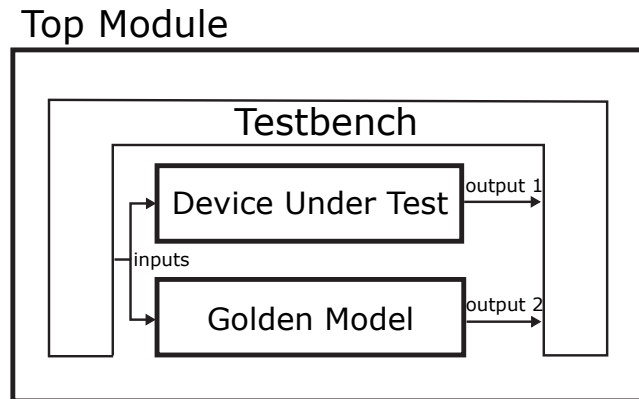 Top Module
Testbench
Device Under Test
output 1
inputs
Golden Model
output 2